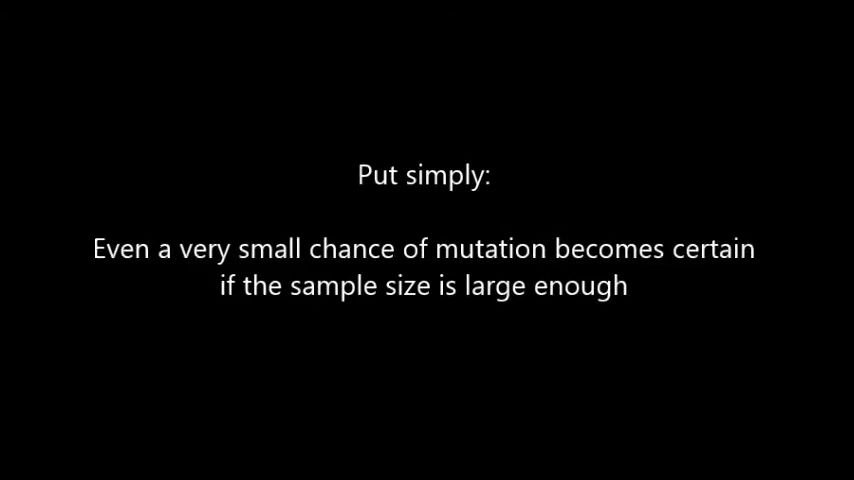 Put simply:
Even a very small chance of mutation becomes certain
if the sample size is large enough